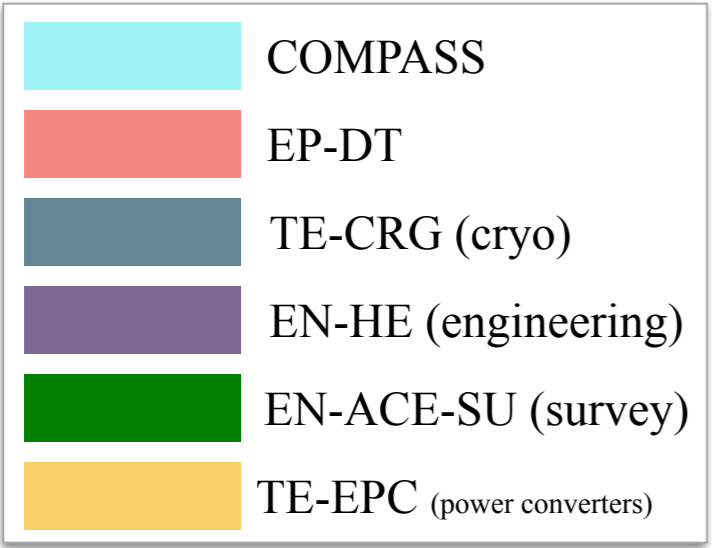 COMPASS
EP-DT
TE-CRG (cryo)
EN-HE (engineering)
EN-ACE-SU (survey)
TE-EPC (power converters)